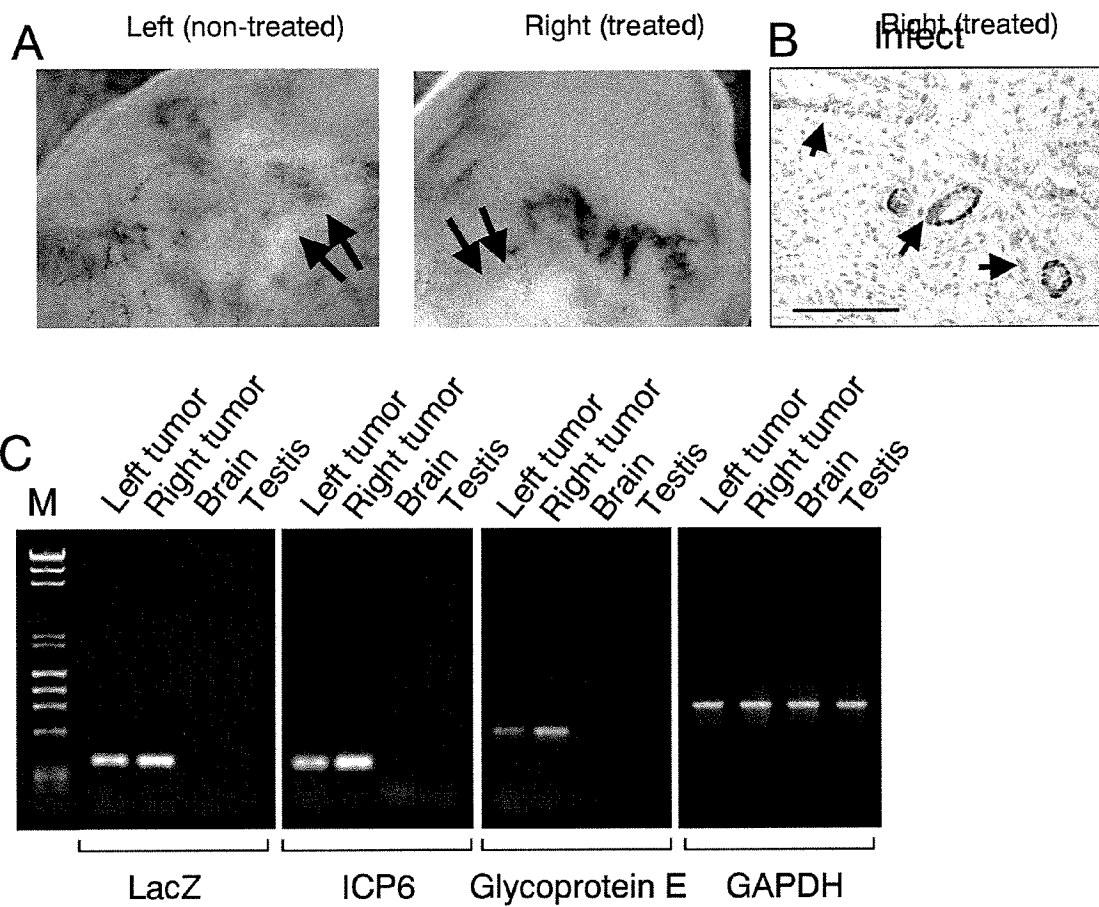 A
Left (non-treated)
Right (treated)
B
Right (treated)
Infect
C
M
Left tumor
Right tumor
Brain
Testis
Left tumor
Right tumor
Brain
Testis
Left tumor
Right tumor
Brain
Testis
Left tumor
Right tumor
Brain
Testis
LacZ
ICP6
Glycoprotein E
GAPDH